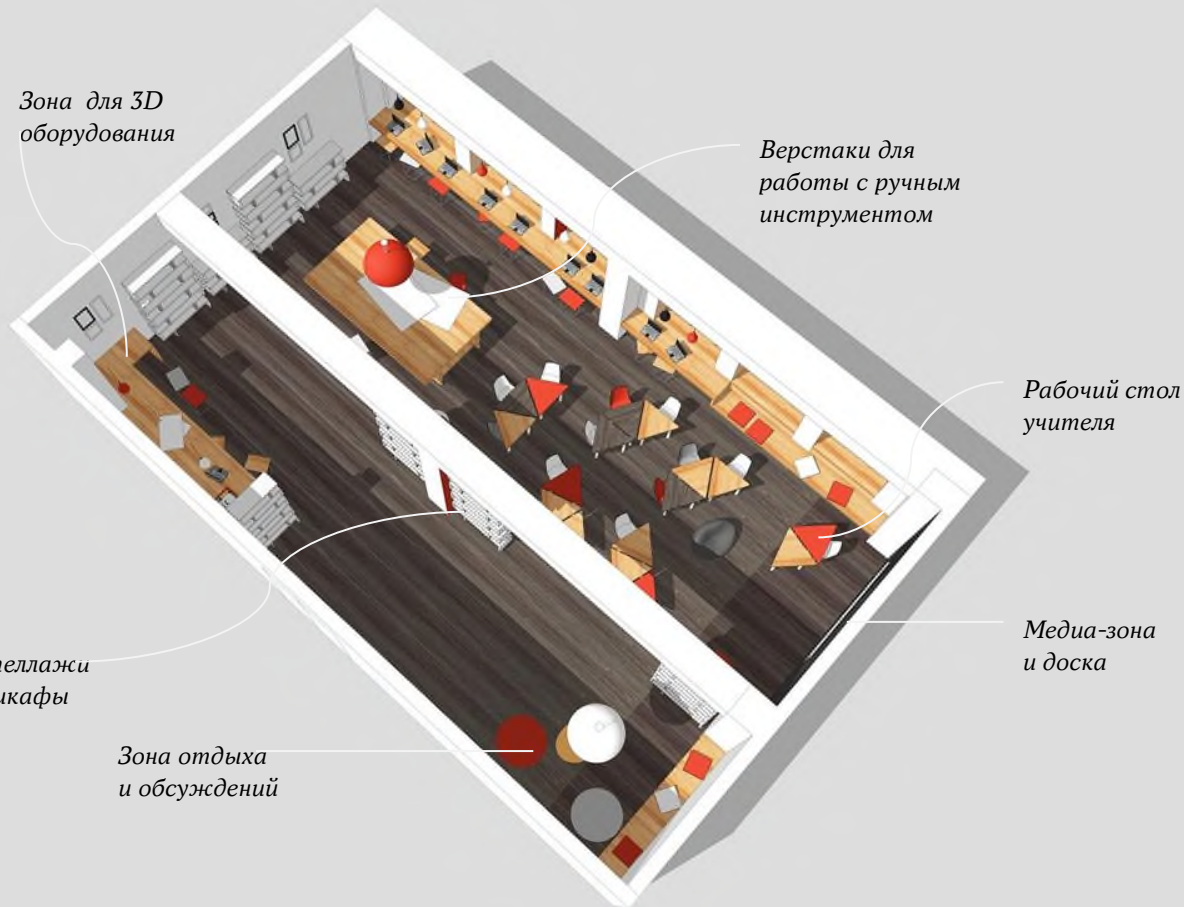 Зона для 3D
оборудования
Верстаки для
работы с ручным
инструментом
Рабочий стол
учителя
Медиа-зона
и доска
Зона отдыха
и обсуждений